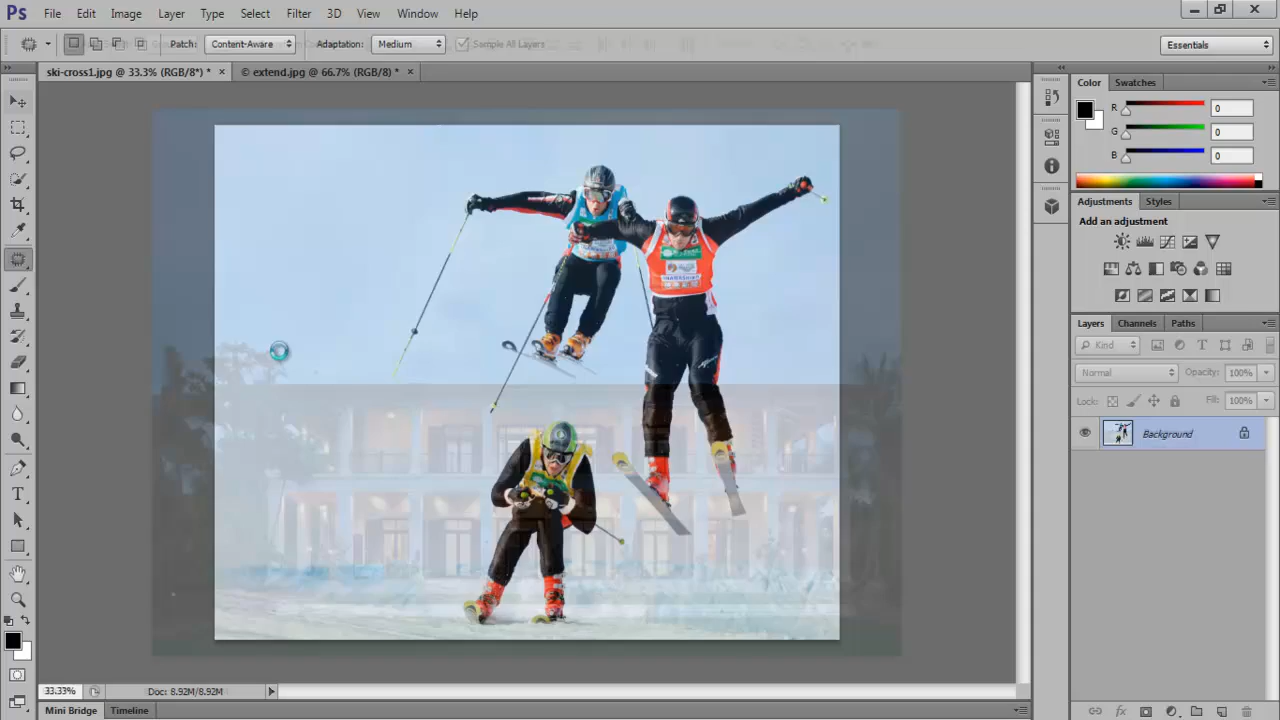 Ps File Edit Image Layer Type Select Filter 3D View Window Help
Patch: Content-Aware Adaptation: Medium Sample All Layers Essentials
ski-cross1.jpg @ 33.3% (RGB/8*) * × © extend.jpg @ 66.7% (RGB/8) * ×
Color Swatches
R 0
G 0
B 0
Adjustments Styles
Add an adjustment
Layers Channels Paths
Kind
Normal Opacity: 100%
Lock: Fill: 100%
Background
33.33% Doc: 8.92M/8.92M
Mini Bridge Timeline